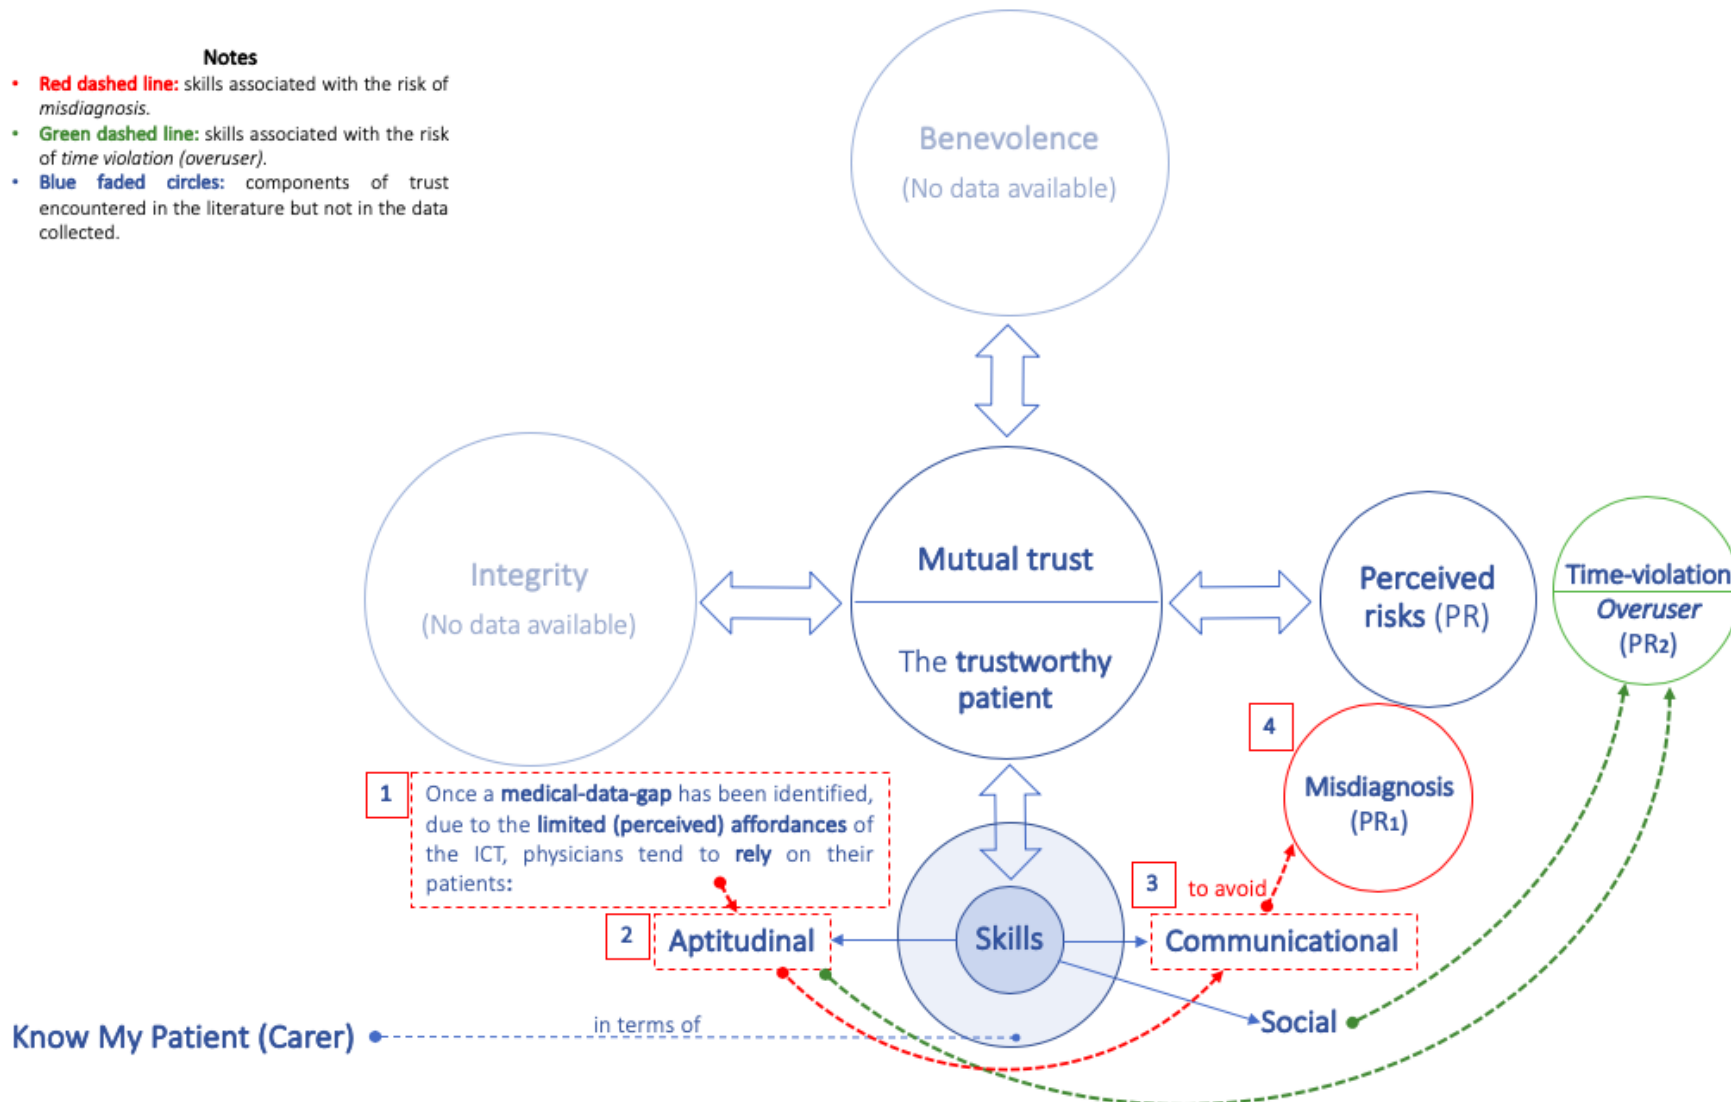 Notes
• Red dashed line: skills associated with the risk of
misdiagnosis.
• Green dashed line: skills associated with the risk
of time violation (overuser).
• Blue faded circles: components of trust
encountered in the literature but not in the data
collected.
Benevolence
(No data available)
Integrity
(No data available)
Mutual trust
The trustworthy
patient
Perceived
risks (PR)
Time-violation
Overuser
(PR2)
4
Misdiagnosis
(PR1)
1
Once a medical-data-gap has been identified,
due to the limited (perceived) affordances of
the ICT, physicians tend to rely on their
patients:
3
to avoid
2
Aptitudinal
Skills
Communicational
Social
Know My Patient (Carer)
in terms of